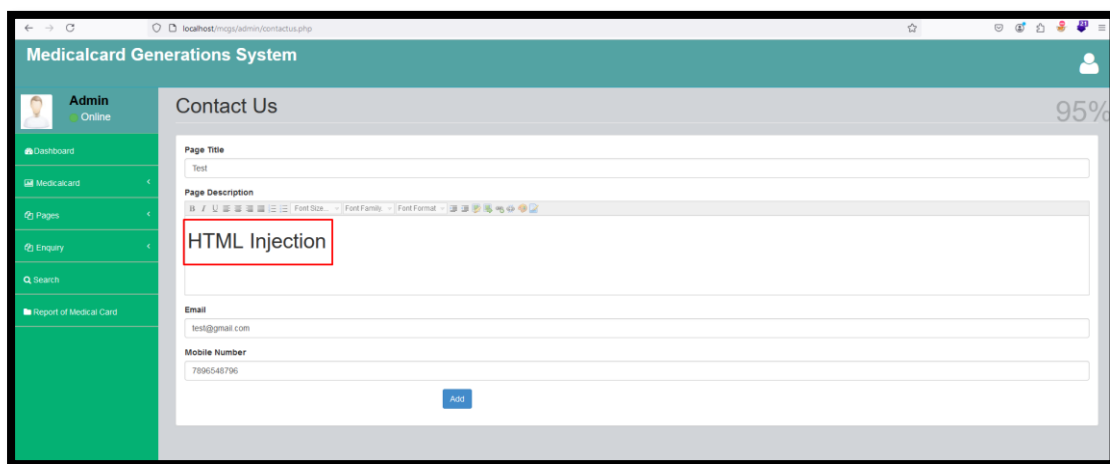 localhost/mcgs/admin/contactus.php
Medicalcard Generations System
Admin
Online
Contact Us
95%
Dashboard
Medicalcard
Pages
Enquiry
Search
Report of Medical Card
Page Title
Test
Page Description
B I U Font Size... Font Family. Font Format
HTML Injection
Email
test@gmail.com
Mobile Number
7896548796
Add